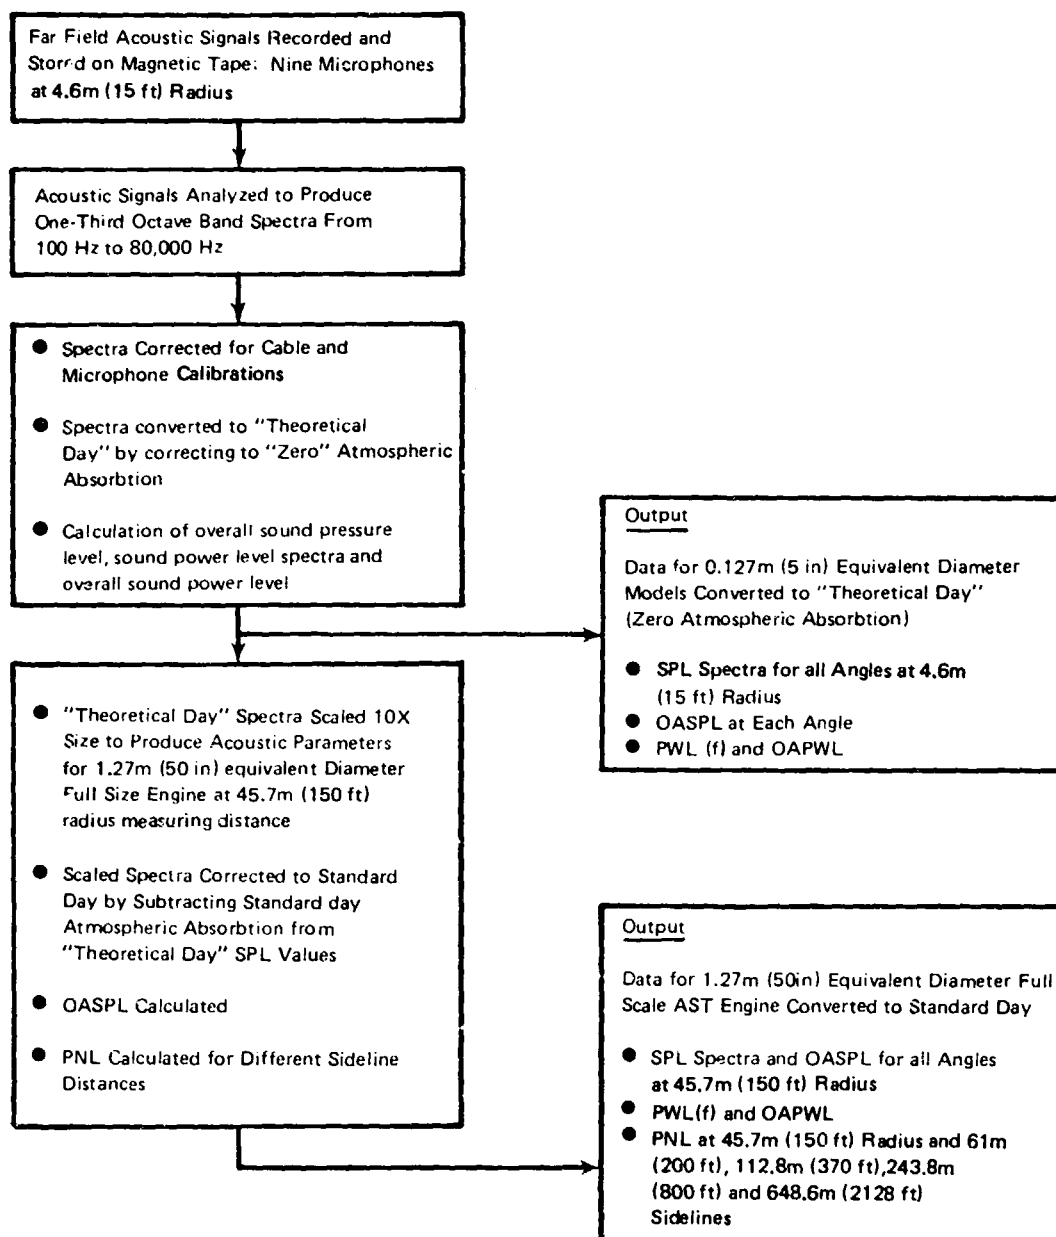 Far Field Acoustic Signals Recorded and
Stored on Magnetic Tape: Nine Microphones
at 4.6m (15 ft) Radius
Acoustic Signals Analyzed to Produce
One-Third Octave Band Spectra From
100 Hz to 80,000 Hz
● Spectra Corrected for Cable and
Microphone Calibrations
● Spectra converted to "Theoretical
Day" by correcting to "Zero" Atmospheric
Absorbtion
● Calculation of overall sound pressure
level, sound power level spectra and
overall sound power level
Output
Data for 0.127m (5 in) Equivalent Diameter
Models Converted to "Theoretical Day"
(Zero Atmospheric Absorbtion)
● SPL Spectra for all Angles at 4.6m
(15 ft) Radius
● OASPL at Each Angle
● PWL (f) and OAPWL
● "Theoretical Day" Spectra Scaled 10X
Size to Produce Acoustic Parameters
for 1.27m (50 in) equivalent Diameter
Full Size Engine at 45.7m (150 ft)
radius measuring distance
● Scaled Spectra Corrected to Standard
Day by Subtracting Standard day
Atmospheric Absorbtion from
"Theoretical Day" SPL Values
● OASPL Calculated
● PNL Calculated for Different Sideline
Distances
Output
Data for 1.27m (50in) Equivalent Diameter Full
Scale AST Engine Converted to Standard Day
● SPL Spectra and OASPL for all Angles
at 45.7m (150 ft) Radius
● PWL(f) and OAPWL
● PNL at 45.7m (150 ft) Radius and 61m
(200 ft), 112.8m (370 ft),243.8m
(800 ft) and 648.6m (2128 ft)
Sidelines